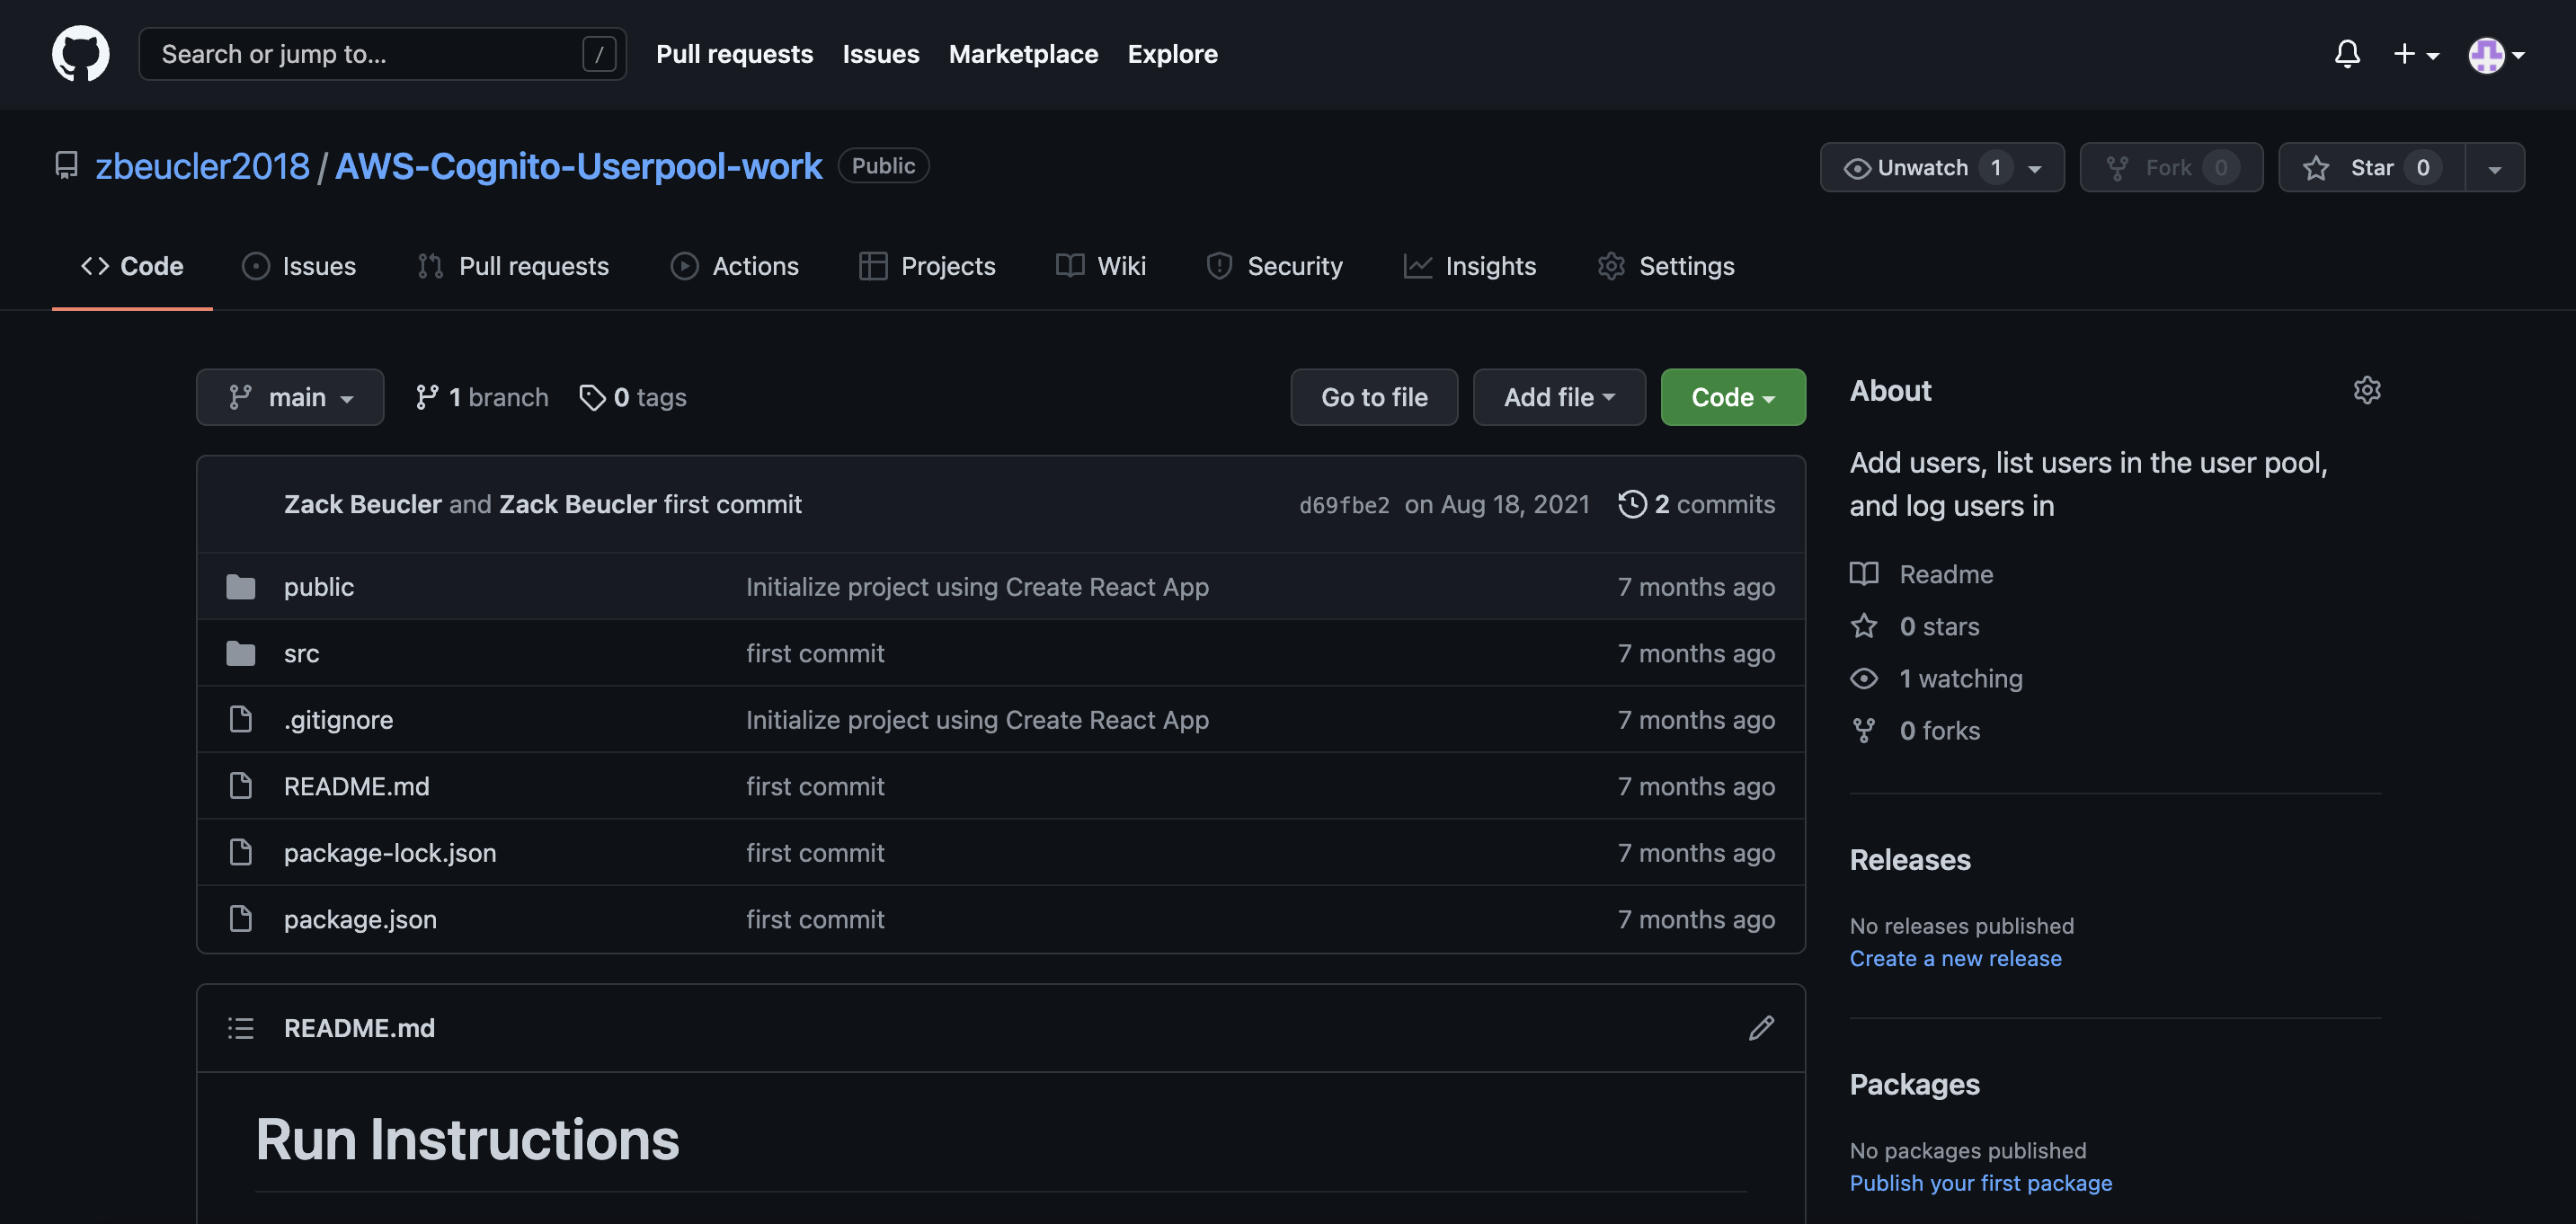 Search or jump to... /
Pull requests Issues Marketplace Explore
zbeucler2018 / AWS-Cognito-Userpool-work Public
Unwatch 1 Fork 0 Star 0
Code Issues Pull requests Actions Projects Wiki Security Insights Settings
main 1 branch 0 tags Go to file Add file Code
Zack Beucler and Zack Beucler first commit d69fbe2 on Aug 18, 2021 2 commits
public Initialize project using Create React App 7 months ago
src first commit 7 months ago
.gitignore Initialize project using Create React App 7 months ago
README.md first commit 7 months ago
package-lock.json first commit 7 months ago
package.json first commit 7 months ago
README.md
Run Instructions
About
Add users, list users in the user pool,
and log users in
Readme
0 stars
1 watching
0 forks
Releases
No releases published
Create a new release
Packages
No packages published
Publish your first package